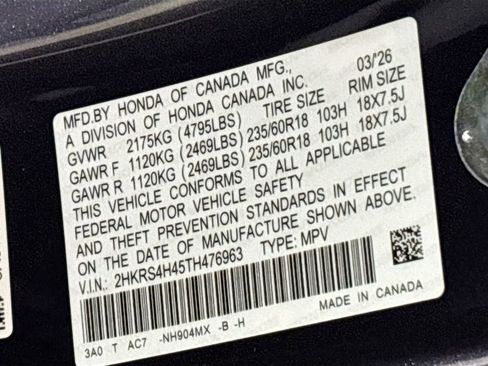 MFD.BY HONDA OF CANADA MFG.,
A DIVISION OF HONDA CANADA INC. 03/'26
GVWR 2175KG (4795LBS) TIRE SIZE RIM SIZE
GAWR F 1120KG (2469LBS) 235/60R18 103H 18X7.5J
GAWR R 1120KG (2469LBS) 235/60R18 103H 18X7.5J
THIS VEHICLE CONFORMS TO ALL APPLICABLE
FEDERAL MOTOR VEHICLE SAFETY
AND THEFT PREVENTION STANDARDS IN EFFECT
ON THE DATE OF MANUFACTURE SHOWN ABOVE.
V.I.N.: 2HKRS4H45TH476963 TYPE: MPV
3A0 T AC7 -NH904MX -B -H MADE IN CANADA